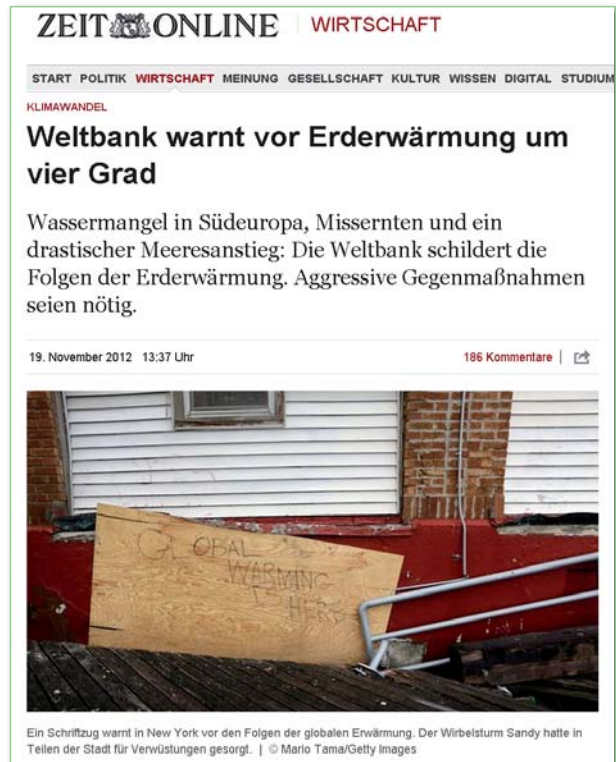 ZEIT ONLINE WIRTSCHAFT
START POLITIK WIRTSCHAFT MEINUNG GESELLSCHAFT KULTUR WISSEN DIGITAL STUDIUM
KLIMAWANDEL
Weltbank warnt vor Erderwärmung um
vier Grad
Wassermangel in Südeuropa, Missernten und ein
drastischer Meeresanstieg: Die Weltbank schildert die
Folgen der Erderwärmung. Aggressive Gegenmaßnahmen
seien nötig.
19. November 2012 13:37 Uhr 186 Kommentare |
GLOBAL
WARMING
IS
HERE
Ein Schriftzug warnt in New York vor den Folgen der globalen Erwärmung. Der Wirbelsturm Sandy hatte in
Teilen der Stadt für Verwüstungen gesorgt. | © Mario Tama/Getty Images